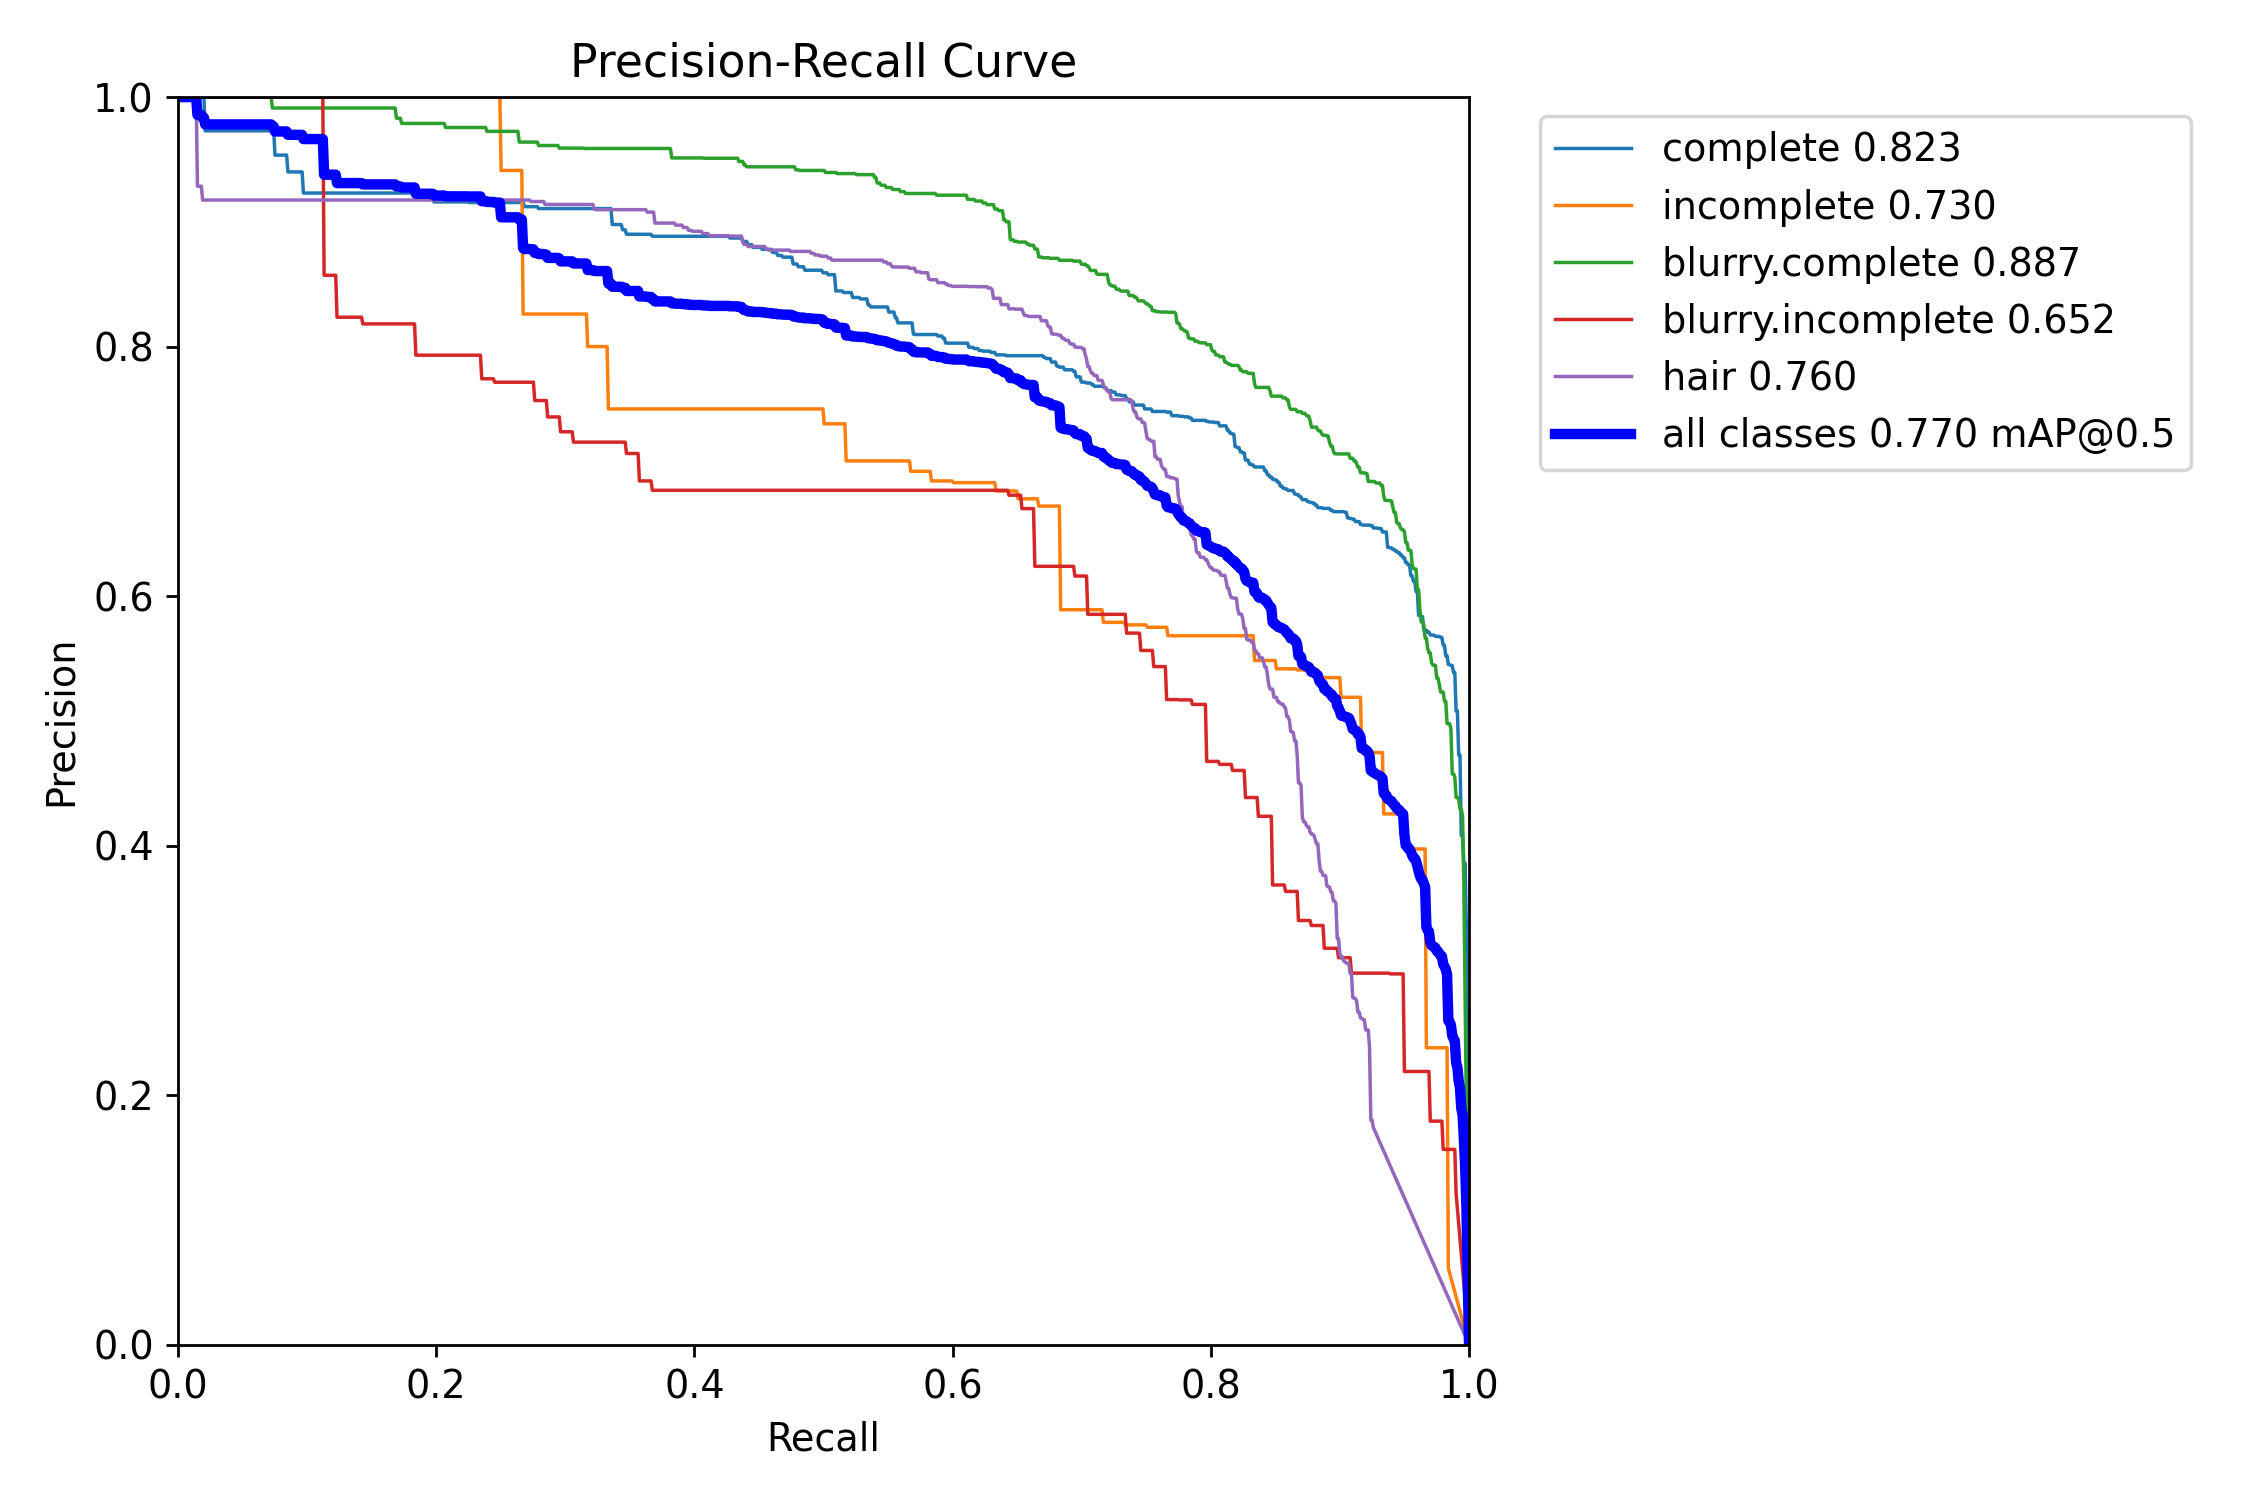 Precision-Recall Curve
1.0
0.8
0.6
0.4
0.2
0.0
Precision
0.0 0.2 0.4 0.6 0.8 1.0
Recall
complete 0.823
incomplete 0.730
blurry.complete 0.887
blurry.incomplete 0.652
hair 0.760
all classes 0.770 mAP@0.5